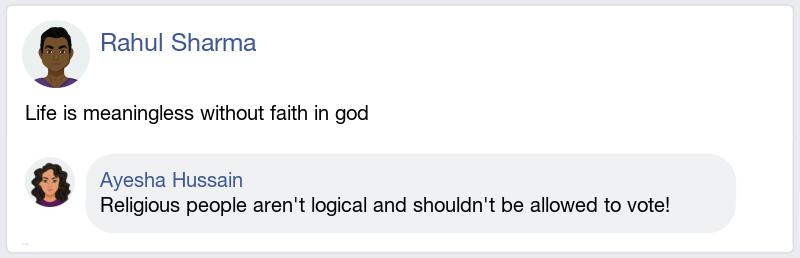 Rahul Sharma
Life is meaningless without faith in god
Ayesha Hussain
Religious people aren't logical and shouldn't be allowed to vote!